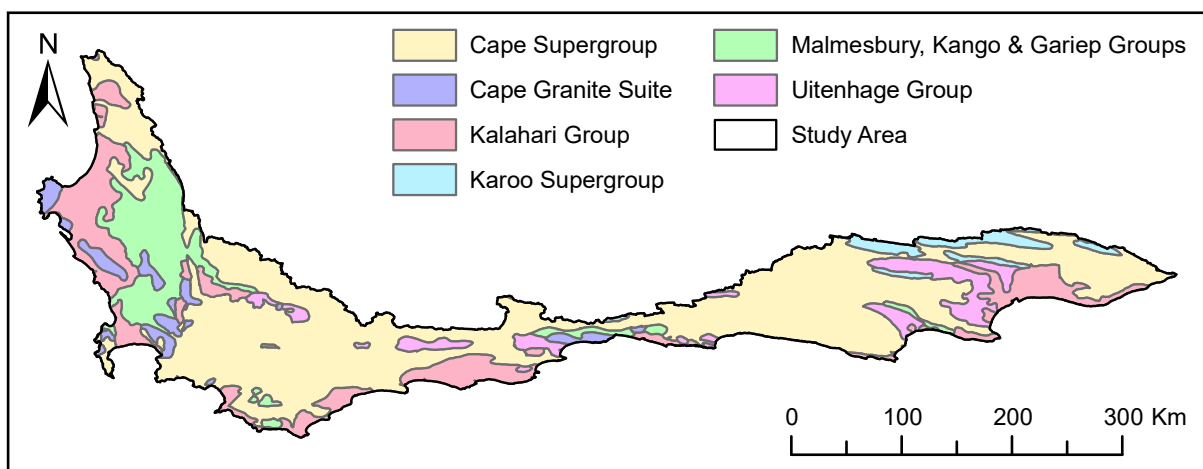 N
Cape Supergroup
Cape Granite Suite
Kalahari Group
Karoo Supergroup
Malmesbury, Kango & Gariep Groups
Uitenhage Group
Study Area
0 100 200 300 Km